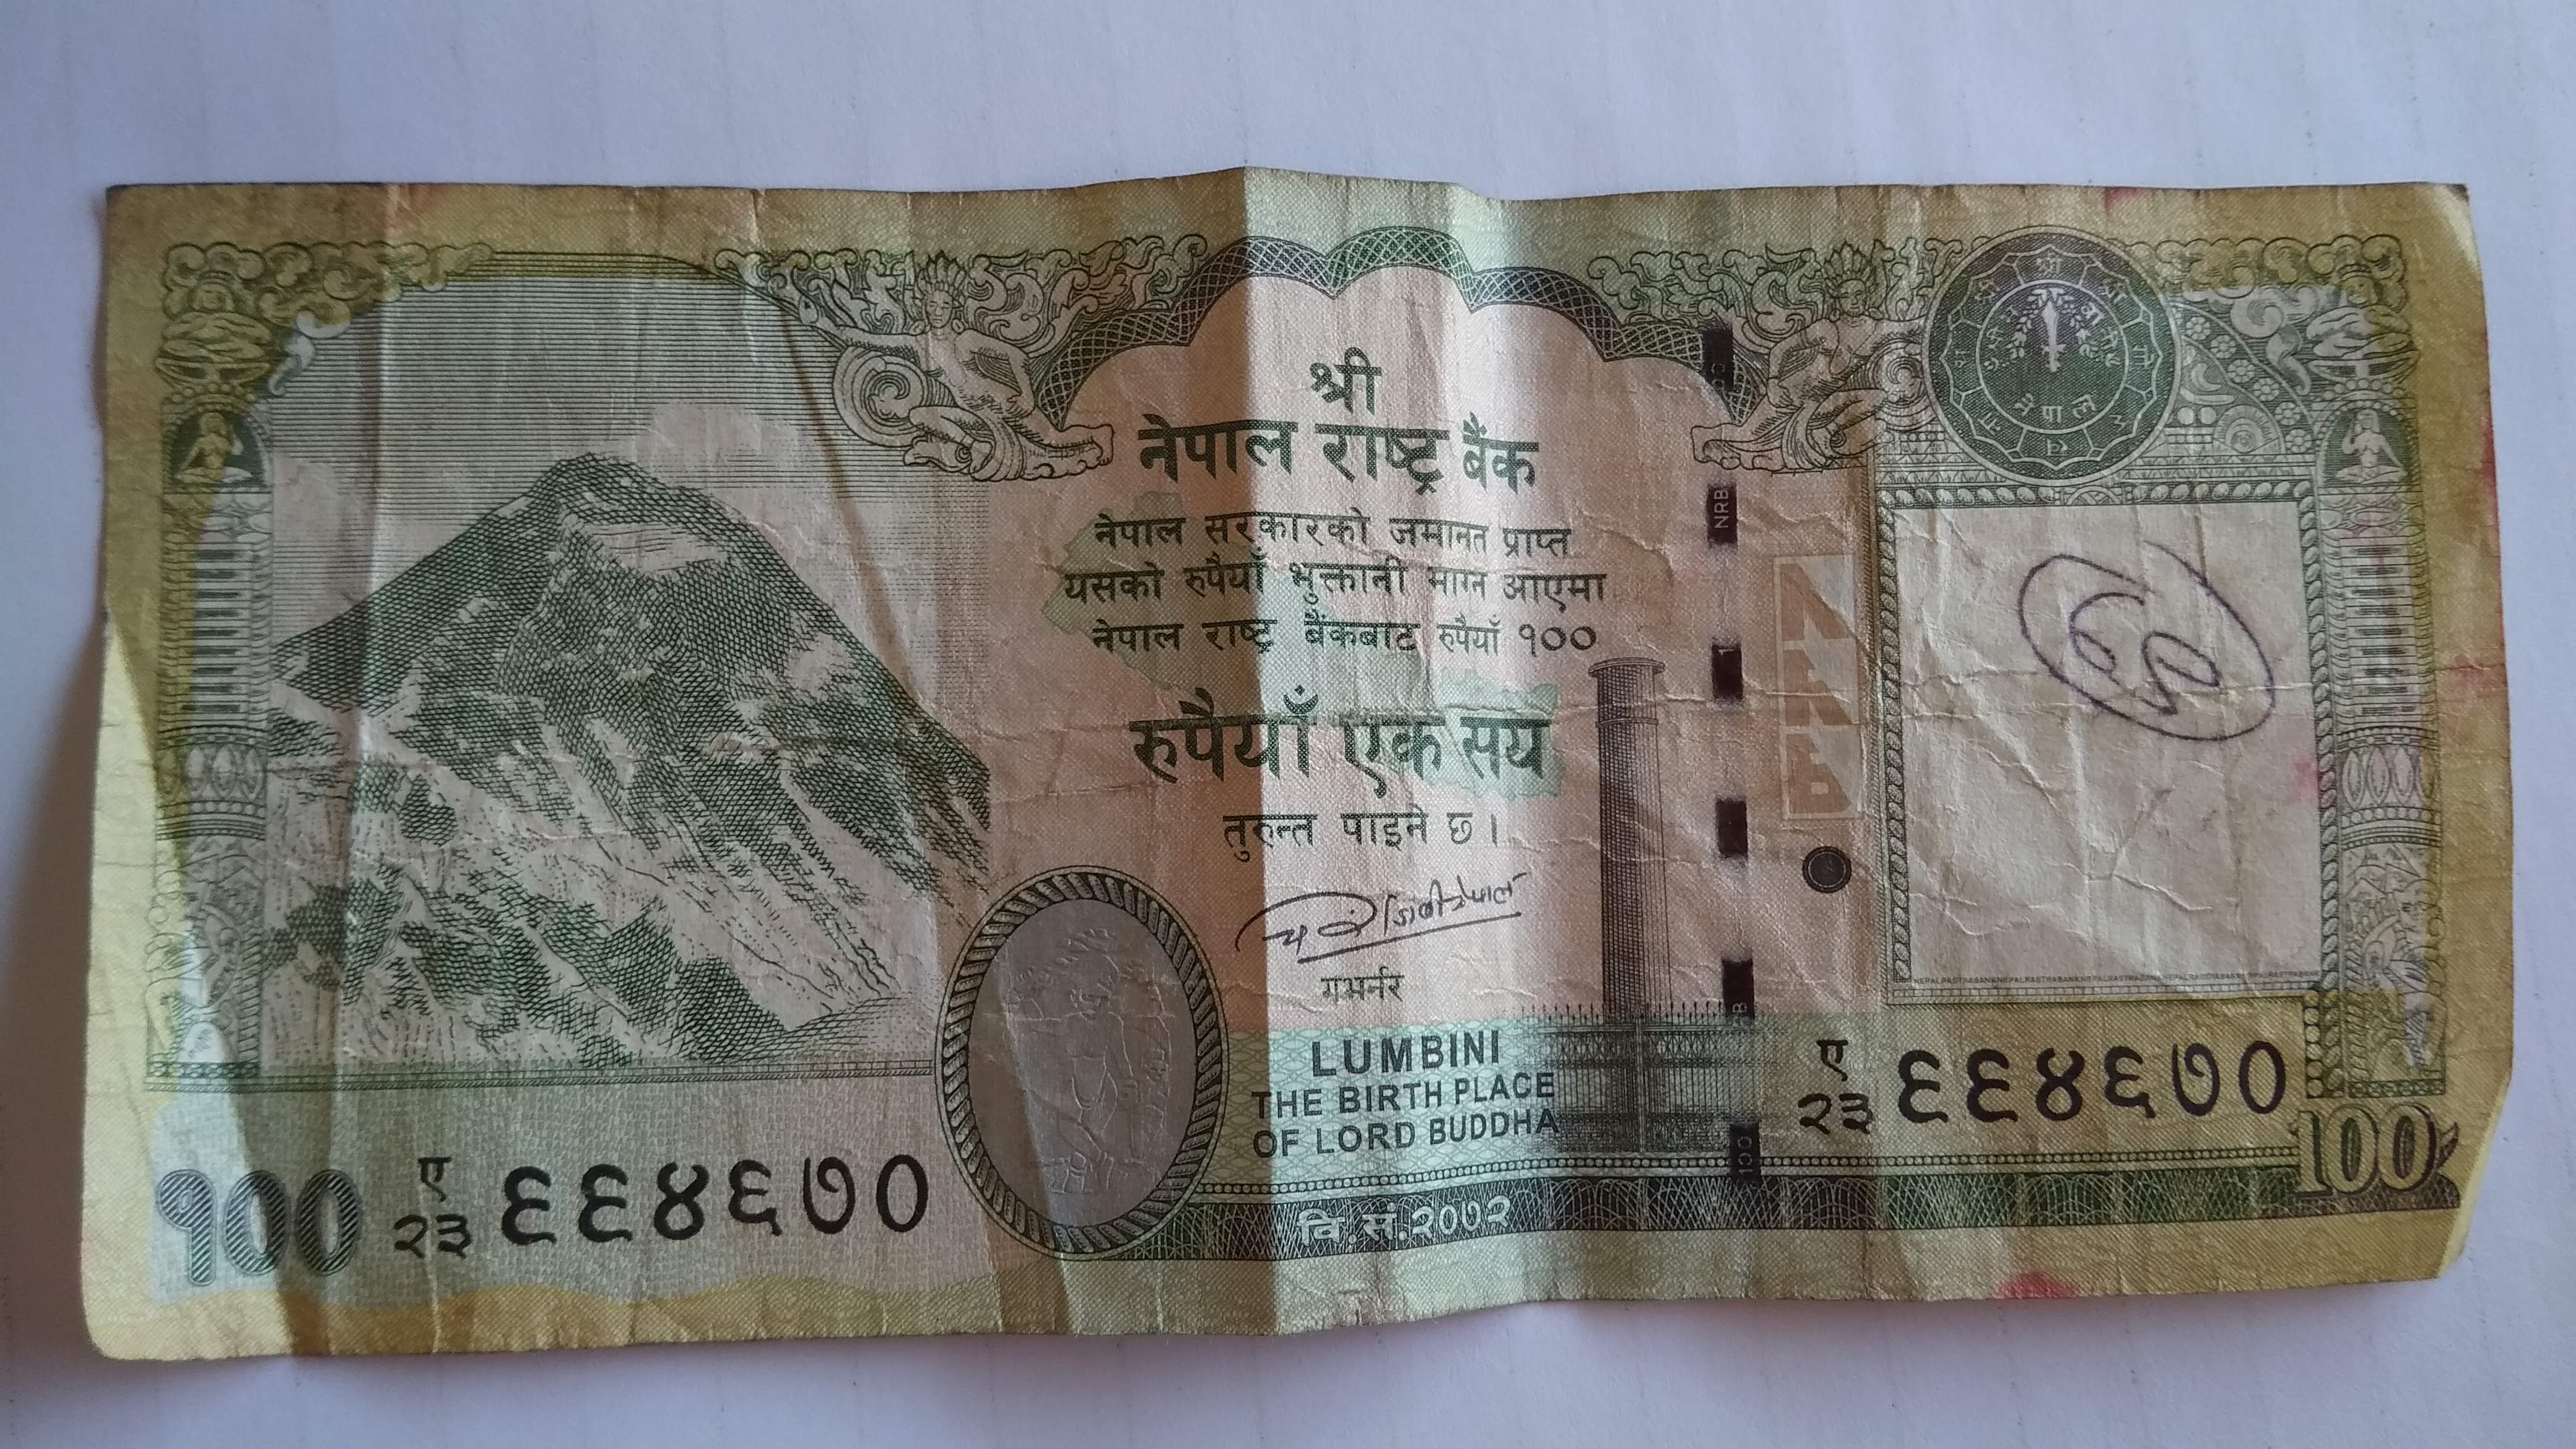 श्री
नेपाल राष्ट्र बैंक
नेपाल सरकारको जमानत प्राप्त
यसको रुपैयाँ भुक्तानी माग्न आएमा
नेपाल राष्ट्र बैंकबाट रुपैयाँ १००
रुपैयाँ एक सय
तुरुन्त पाइने छ।
गभर्नर
LUMBINI
THE BIRTH PLACE
OF LORD BUDDHA
वि.सं.२०७२
१००
ए
२३ ६६४६७०
ए
२३ ६६४६७०
100
NRB
NRB
नेपाल